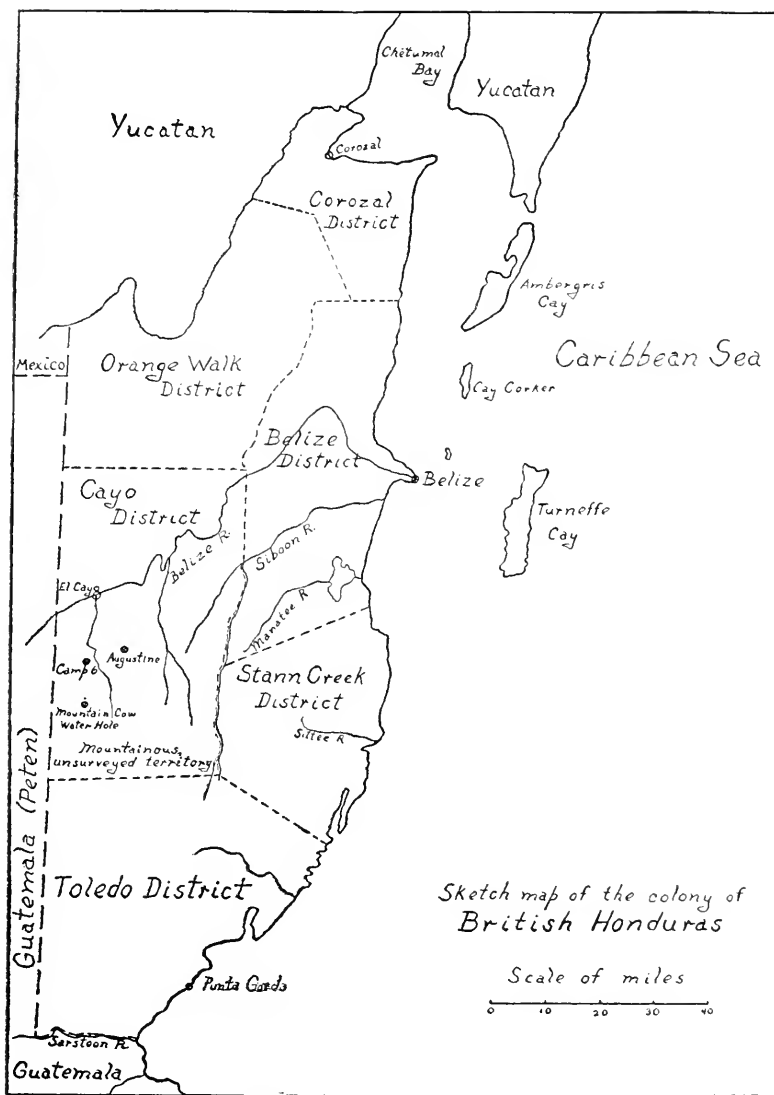 Chetumal
Bay
Yucatan
Yucatan
Corozal
Corozal
District
Ambergris
Cay
Caribbean Sea
Mexico
Orange Walk
District
Cay Corker
Belize
District
Belize
Cayo
District
Turneffe
Cay
Belize R.
Siboon R.
El Cayo
Manatee R
Augustine
Camp 6
Stann Creek
District
Mountain Cow
Water Hole
Sittee R
Mountainous,
unsurveyed territory
Guatemala (Peten)
Toledo District
Sketch map of the colony of
British Honduras
Punta Gorda
Scale of miles
0 10 20 30 40
Sarstoon R
Guatemala